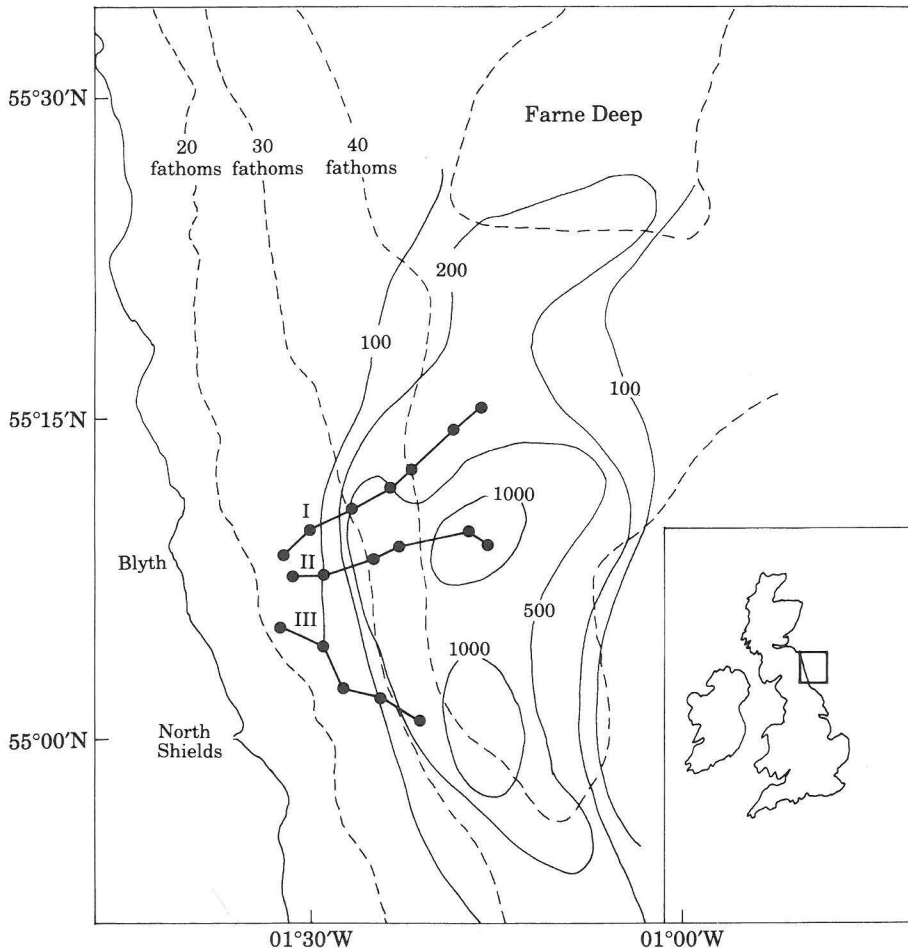 55°30′N
Farne Deep
20
fathoms
30
fathoms
40
fathoms
200
100
100
55°15′N
1000
I
Blyth
II
III
500
1000
North
Shields
55°00′N
01°30′W
01°00′W